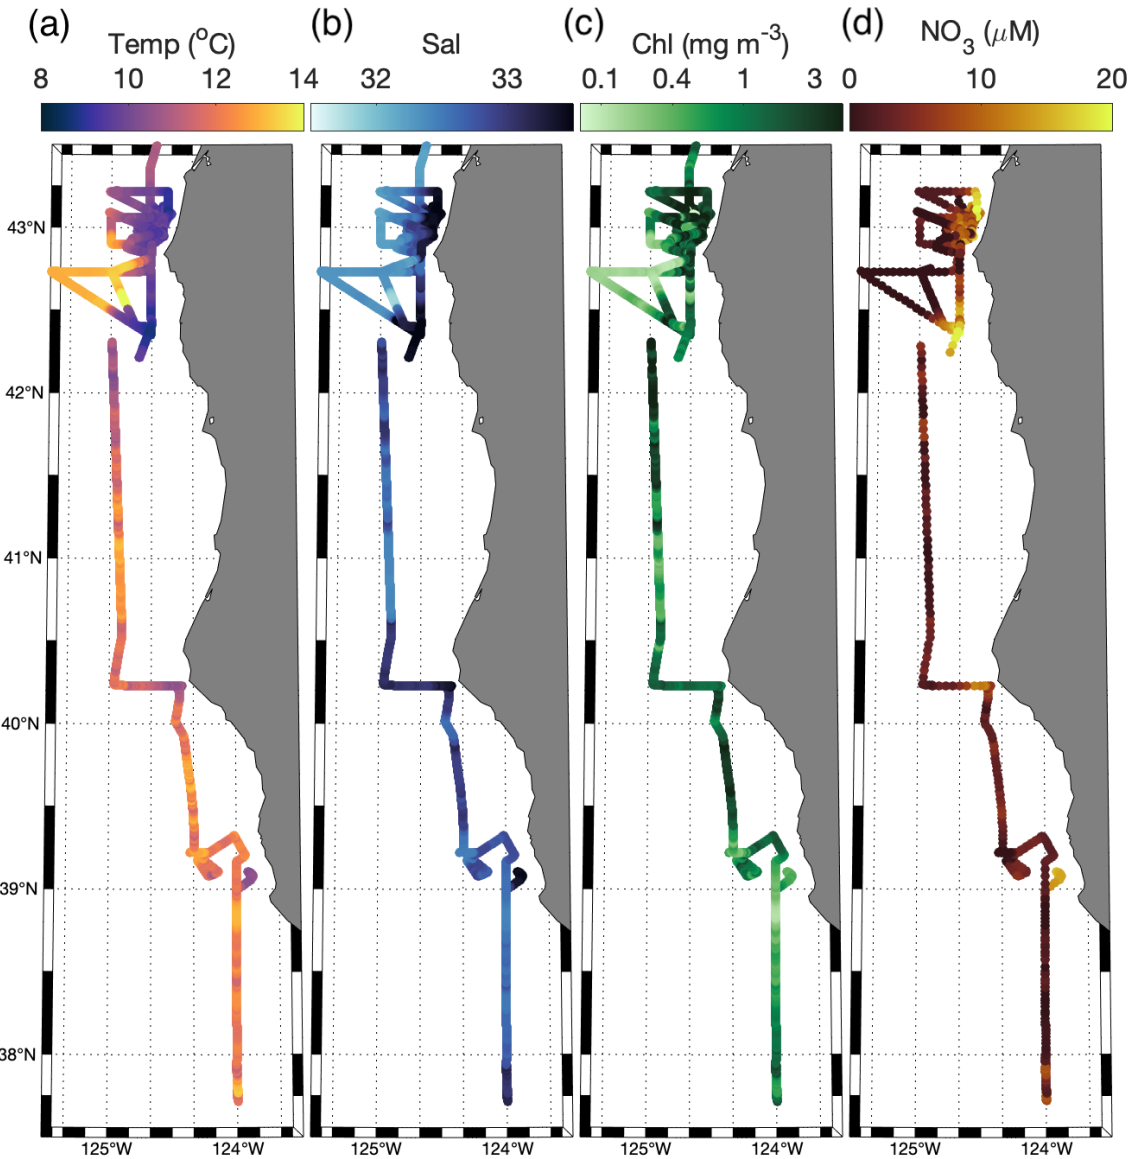 (a) (b) (c) (d)
Temp (°C) Sal Chl (mg m⁻³) NO₃ (μM)
8 10 12 14 32 33 0.1 0.4 1 3 0 10 20
43°N
42°N
41°N
40°N
39°N
38°N
125°W 124°W 125°W 124°W 125°W 124°W 125°W 124°W